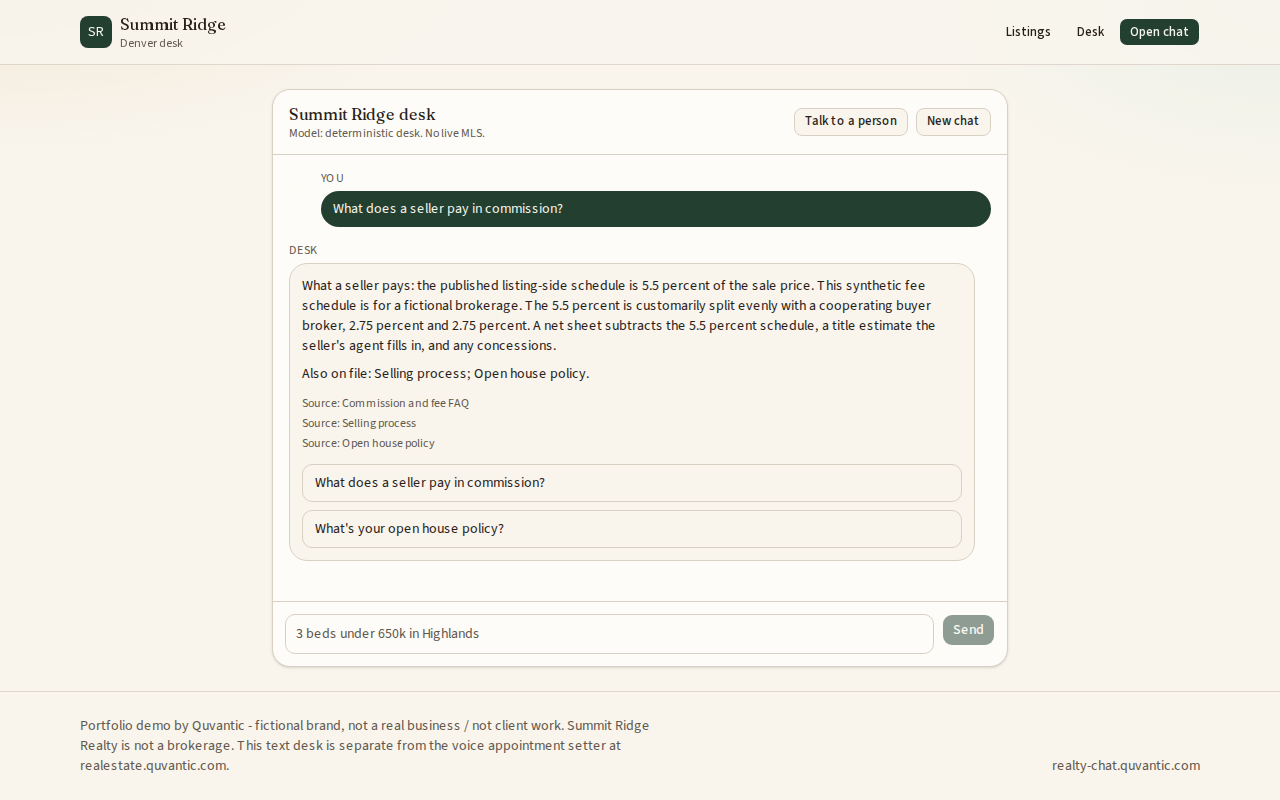 SR
Summit Ridge
Denver desk
Listings
Desk
Open chat
Summit Ridge desk
Model: deterministic desk. No live MLS.
Talk to a person
New chat
YOU
What does a seller pay in commission?
DESK
What a seller pays: the published listing-side schedule is 5.5 percent of the sale price. This synthetic fee
schedule is for a fictional brokerage. The 5.5 percent is customarily split evenly with a cooperating buyer
broker, 2.75 percent and 2.75 percent. A net sheet subtracts the 5.5 percent schedule, a title estimate the
seller's agent fills in, and any concessions.
Also on file: Selling process; Open house policy.
Source: Commission and fee FAQ
Source: Selling process
Source: Open house policy
What does a seller pay in commission?
What's your open house policy?
3 beds under 650k in Highlands
Send
Portfolio demo by Quvantic - fictional brand, not a real business / not client work. Summit Ridge
Realty is not a brokerage. This text desk is separate from the voice appointment setter at
realestate.quvantic.com.
realty-chat.quvantic.com